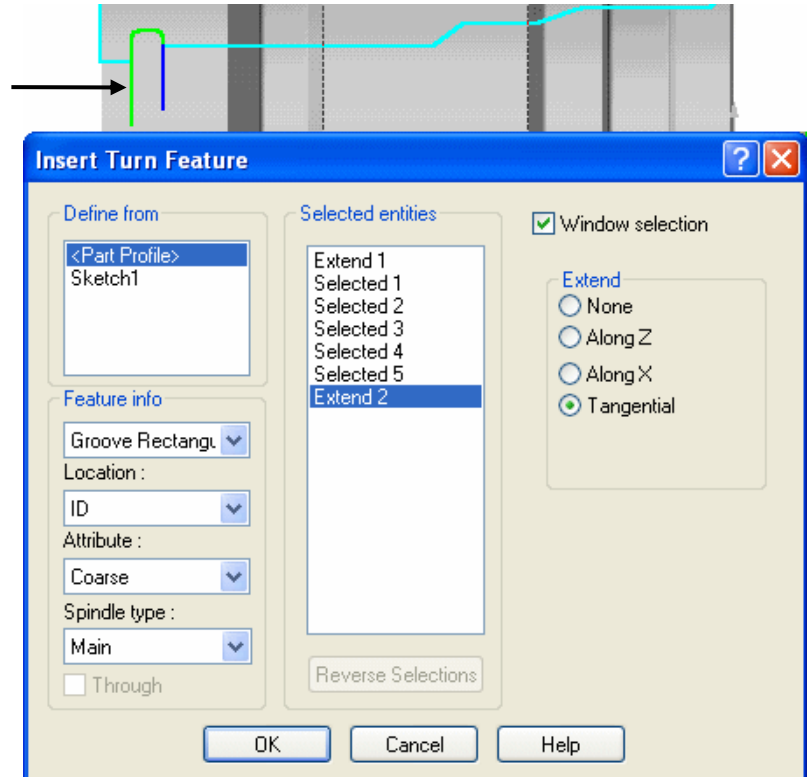 Insert Turn Feature
Define from
<Part Profile>
Sketch1
Feature info
Groove Rectangu
Location :
ID
Attribute :
Coarse
Spindle type :
Main
Through
Selected entities
Extend 1
Selected 1
Selected 2
Selected 3
Selected 4
Selected 5
Extend 2
Reverse Selections
Window selection
Extend
None
Along Z
Along X
Tangential
OK
Cancel
Help